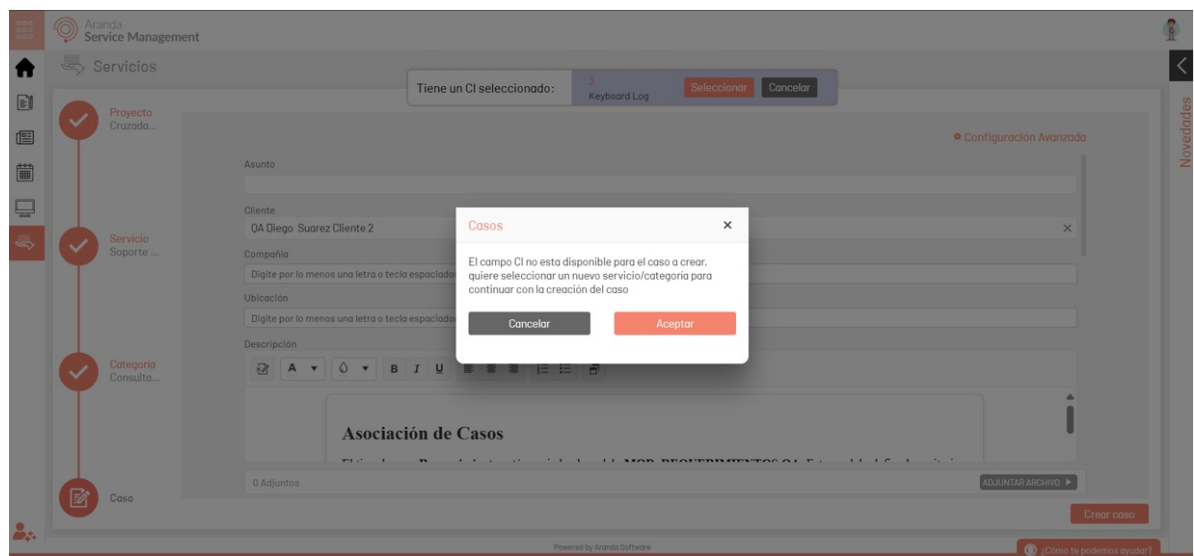 Aranda
Service Management
Servicios
Tiene un CI seleccionado:
3
Keyboard Log
Seleccionar
Cancelar
Novedades
Proyecto
Cruzada...
Configuración Avanzada
Asunto
Cliente
QA Diego Suarez Cliente 2
Servicio
Soporte ...
Compañia
Digite por lo menos una letra o tecla espaciador
Ubicación
Digite por lo menos una letra o tecla espaciador
Casos
El campo CI no esta disponible para el caso a crear,
quiere seleccionar un nuevo servicio/categoría para
continuar con la creación del caso
Cancelar
Aceptar
Descripción
Categoria
Consulta...
A
B I U
Asociación de Casos
0 Adjuntos
ADJUNTAR ARCHIVO
Caso
Crear caso
Powered by Aranda Software
¿Cómo te podemos ayudar?